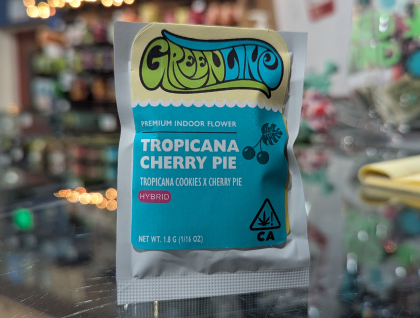 GREENLINE
PREMIUM INDOOR FLOWER
TROPICANA
CHERRY PIE
TROPICANA COOKIES X CHERRY PIE
HYBRID
NET WT. 1.8 G (1/16 OZ)
CA